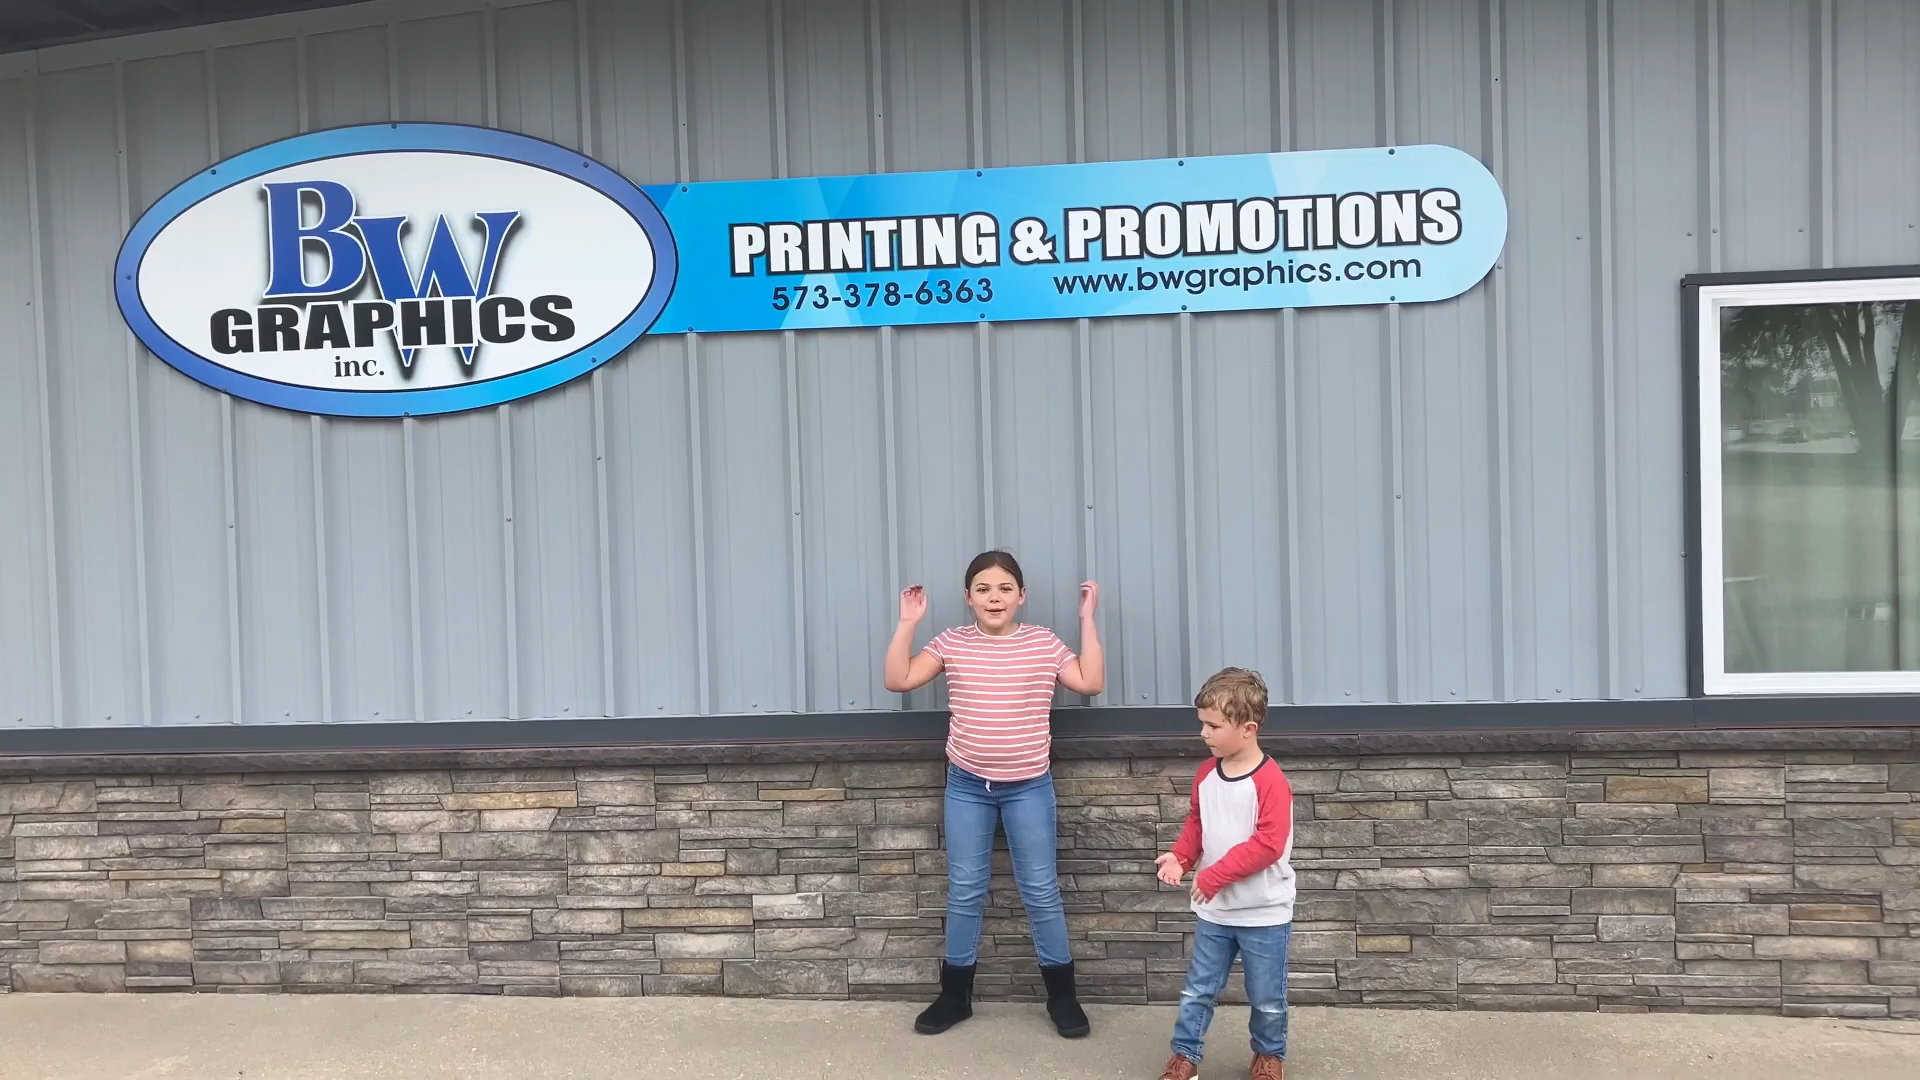 BW
GRAPHICS
inc.
PRINTING & PROMOTIONS
573-378-6363 www.bwgraphics.com